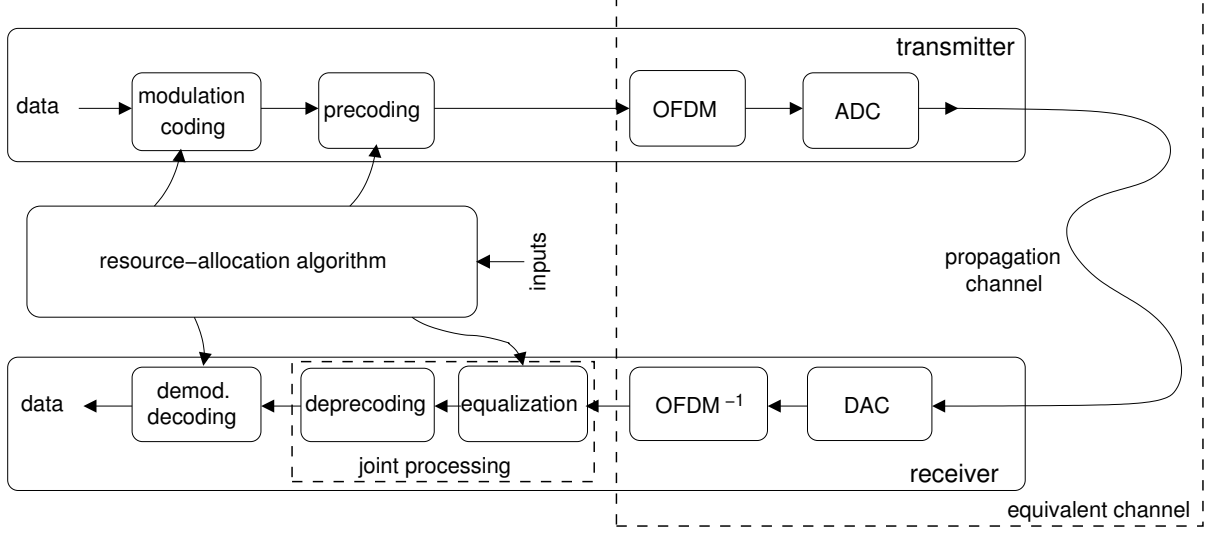 transmitter
data
modulation
coding
precoding
OFDM
ADC
resource−allocation algorithm
inputs
propagation
channel
data
demod.
decoding
deprecoding
equalization
OFDM −1
DAC
joint processing
receiver
equivalent channel